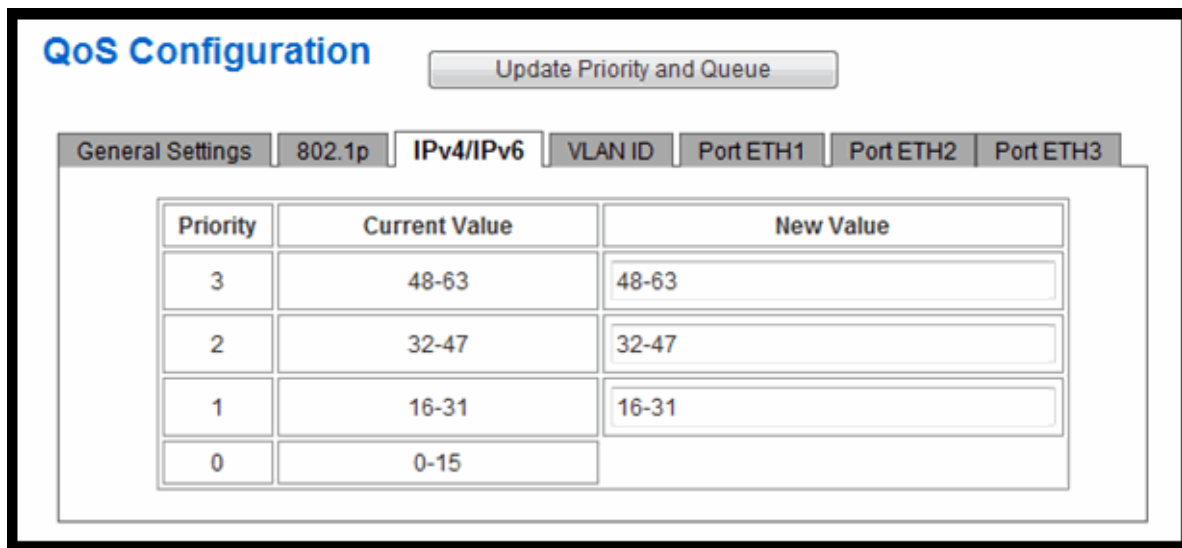 QoS Configuration
Update Priority and Queue
General Settings 802.1p IPv4/IPv6 VLAN ID Port ETH1 Port ETH2 Port ETH3
Priority Current Value New Value
3 48-63 48-63
2 32-47 32-47
1 16-31 16-31
0 0-15